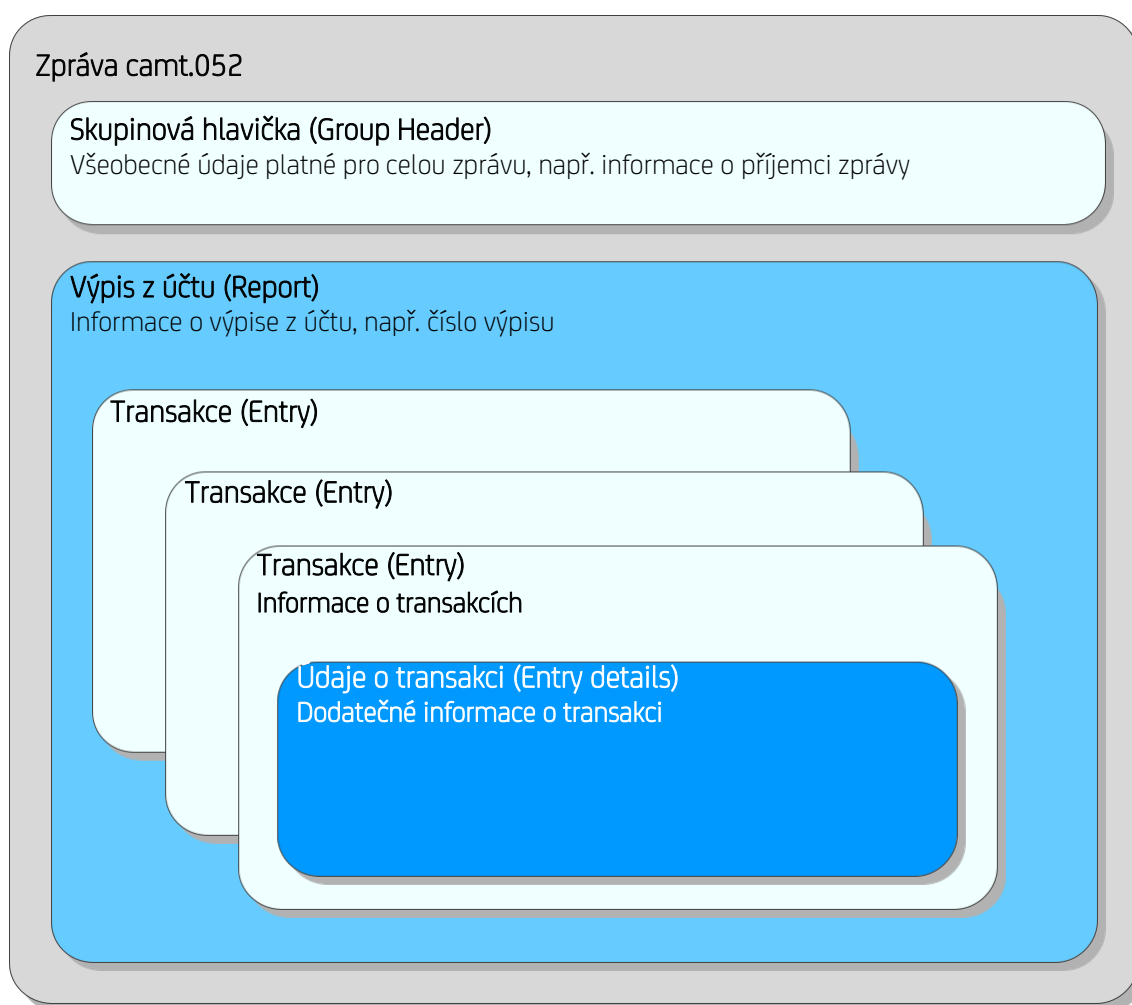 Zpráva camt.052
Skupinová hlavička (Group Header)
Všeobecné údaje platné pro celou zprávu, např. informace o příjemci zprávy
Výpis z účtu (Report)
Informace o výpise z účtu, např. číslo výpisu
Transakce (Entry)
Transakce (Entry)
Transakce (Entry)
Informace o transakcích
Údaje o transakci (Entry details)
Dodatečné informace o transakci